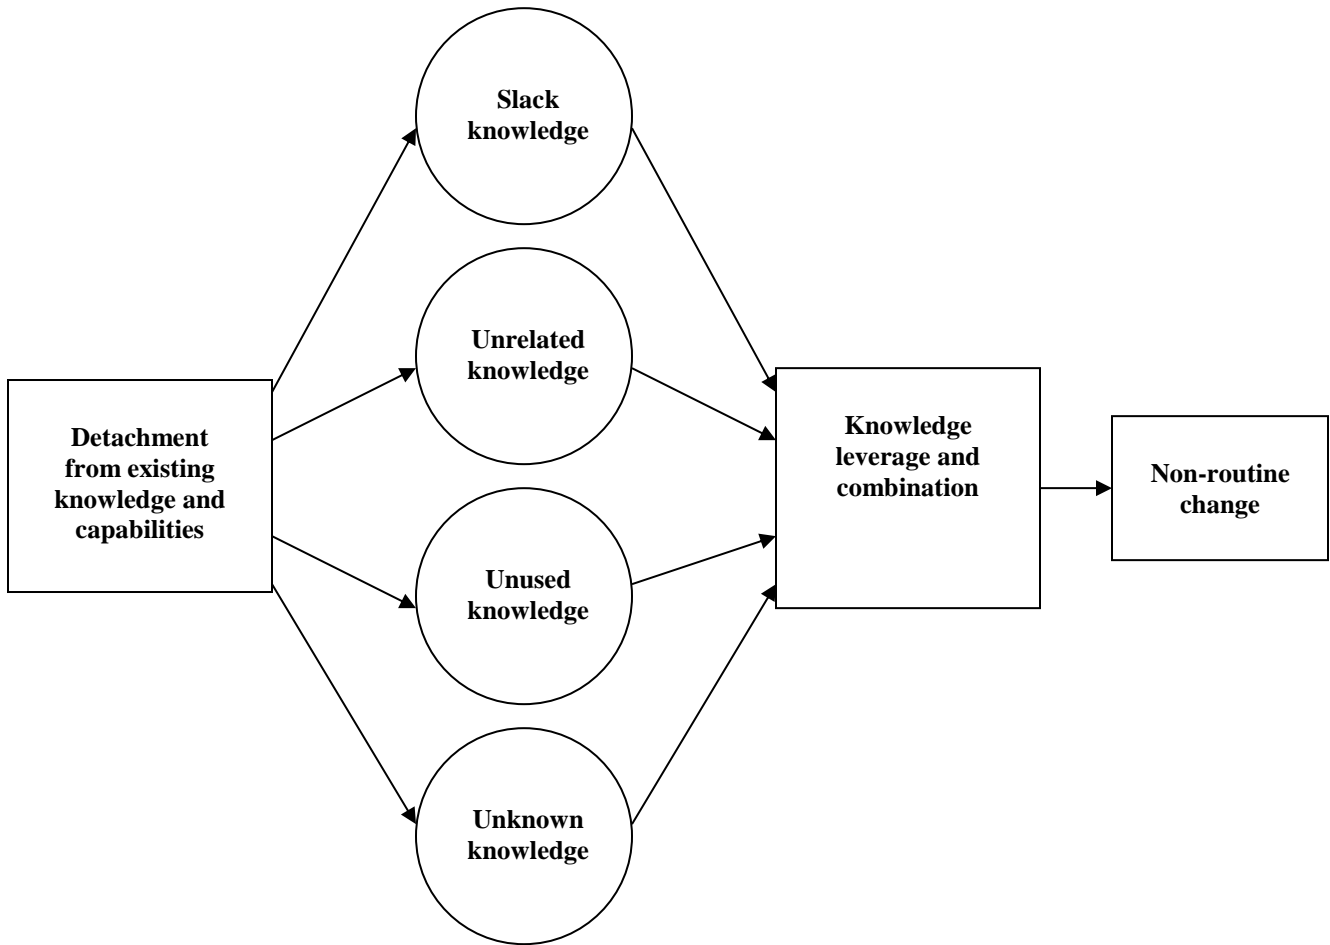 Slack
knowledge
Unrelated
knowledge
Detachment
from existing
knowledge and
capabilities
Knowledge
leverage and
combination
Non-routine
change
Unused
knowledge
Unknown
knowledge